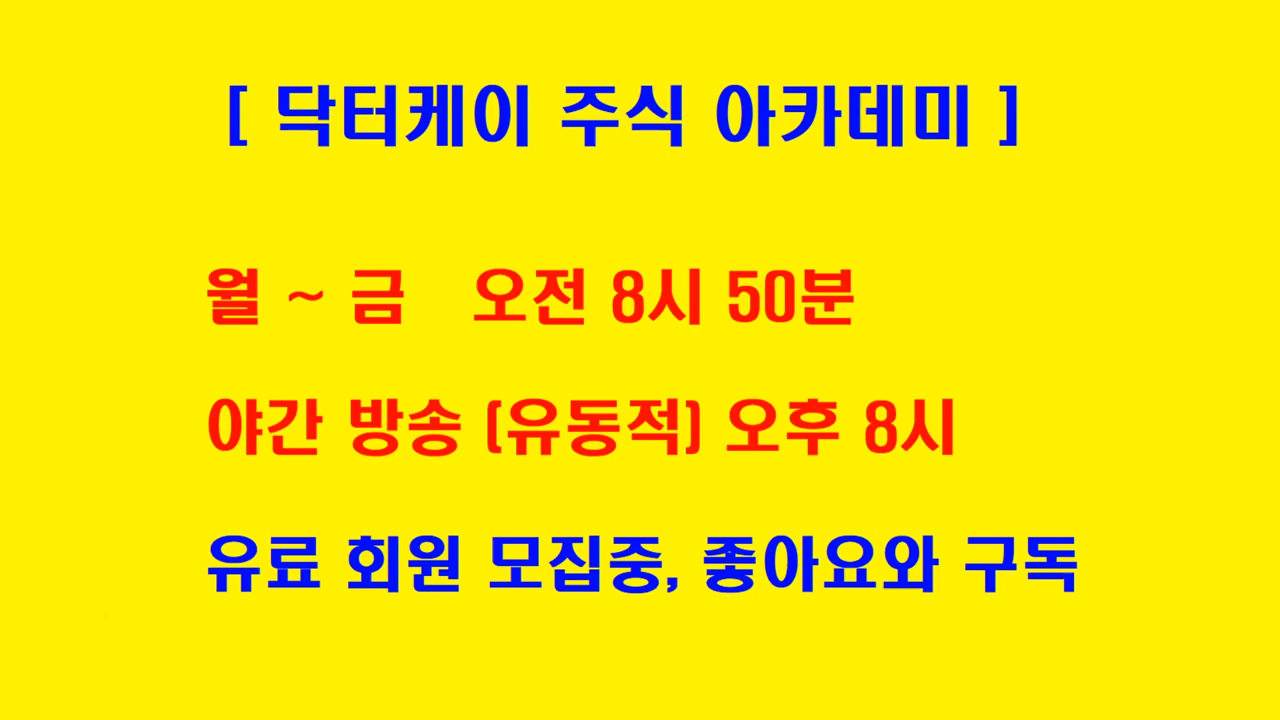 [ 닥터케이 주식 아카데미 ]
월 ~ 금 오전 8시 50분
야간 방송 (유동적) 오후 8시
유료 회원 모집중, 좋아요와 구독